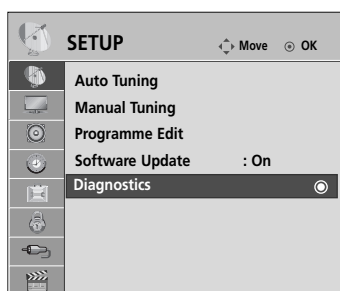 SETUP Move OK
Auto Tuning
Manual Tuning
Programme Edit
Software Update : On
Diagnostics